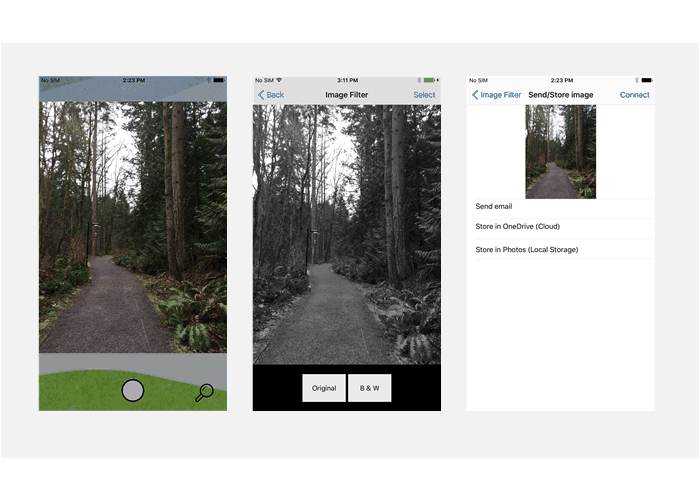 No SIM 2:23 PM
No SIM 3:11 PM
Back Image Filter Select
Original B & W
No SIM 2:23 PM
Image Filter Send/Store image Connect
Send email
Store in OneDrive (Cloud)
Store in Photos (Local Storage)